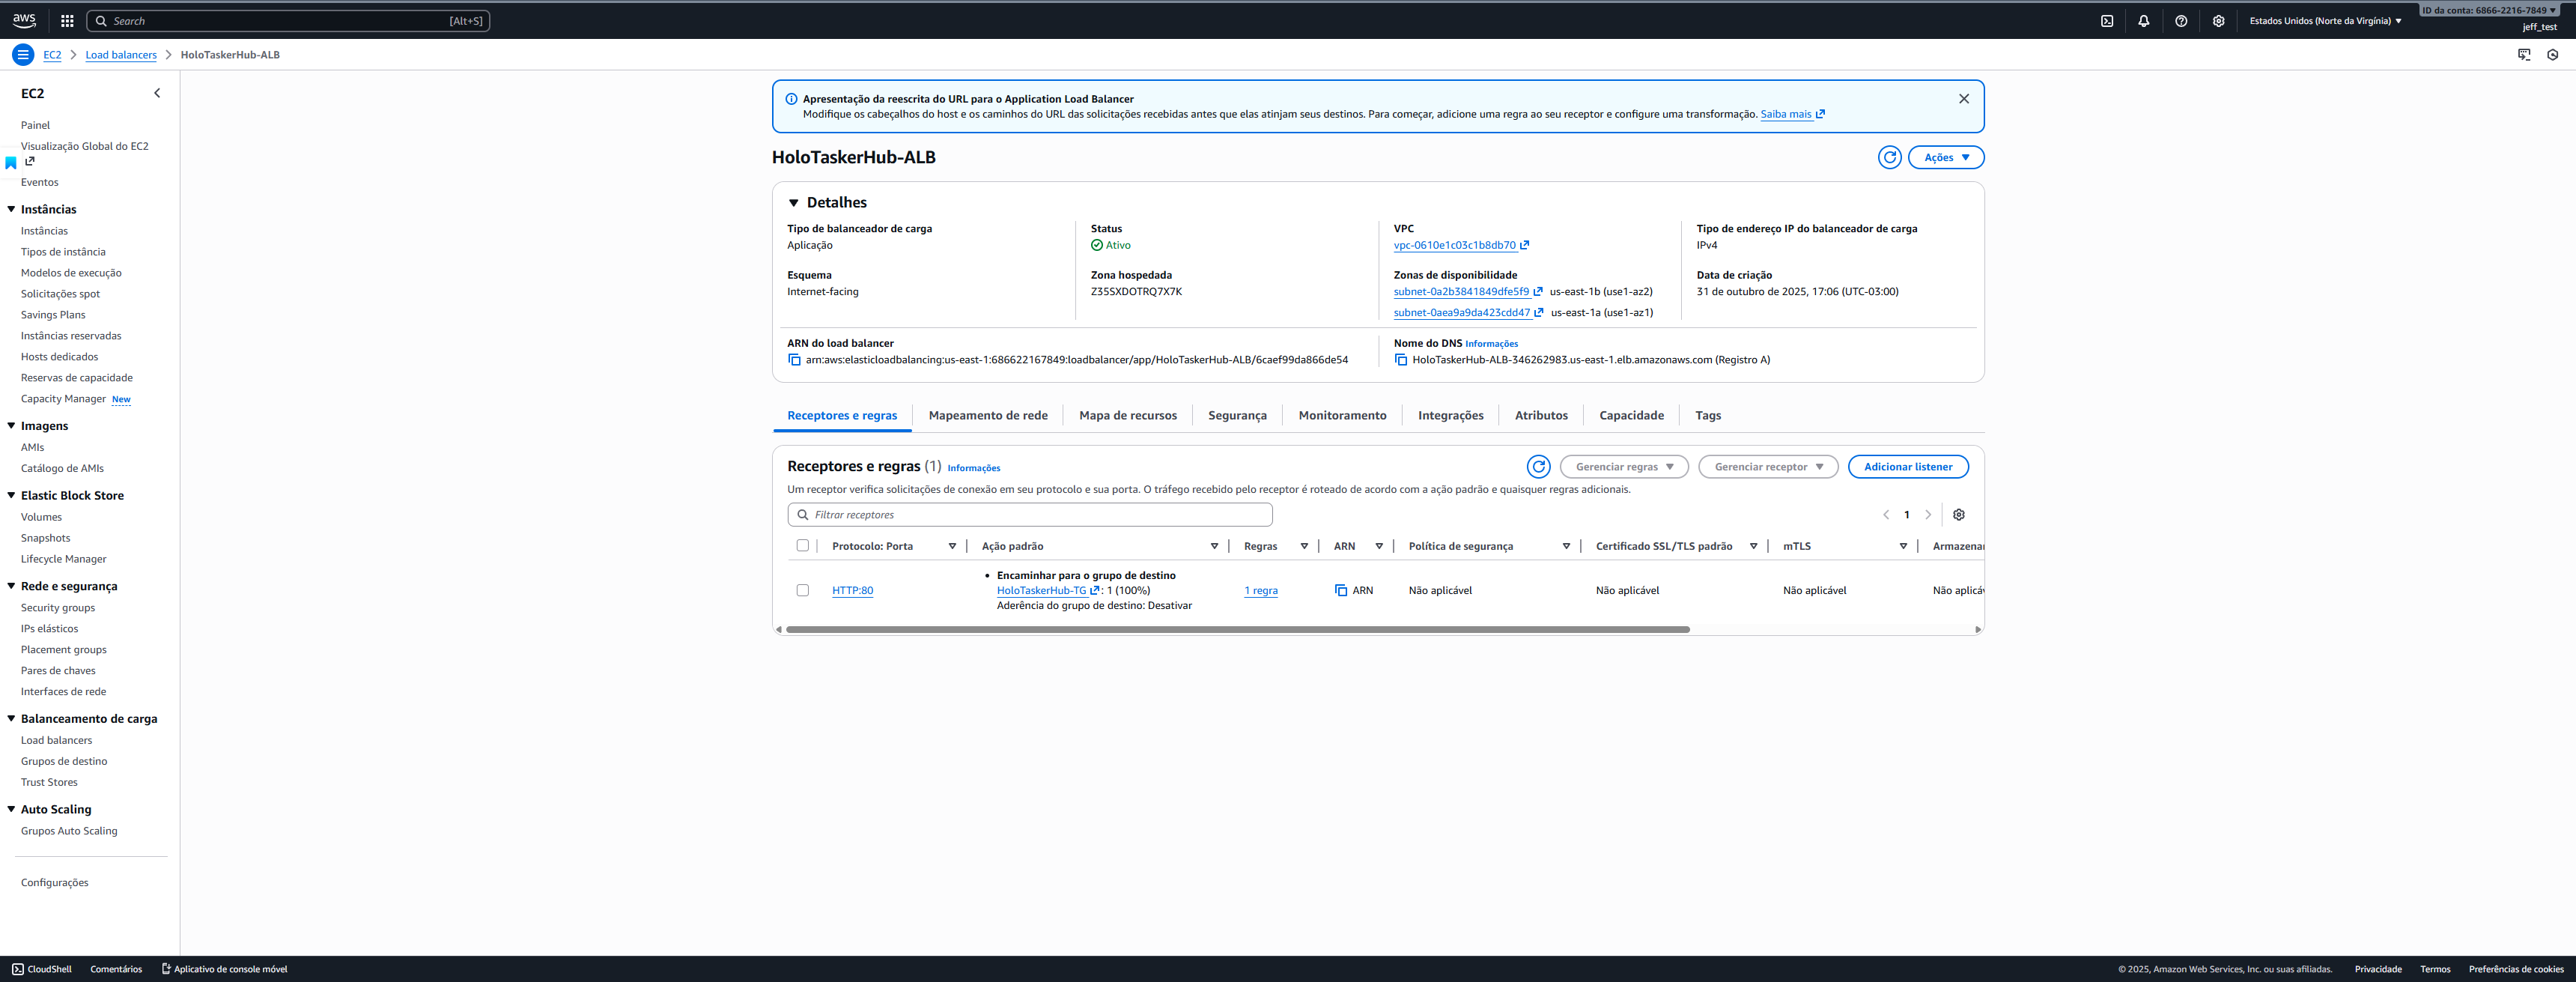 aws
Search
[Alt+S]
Estados Unidos (Norte da Virgínia)
ID da conta: 6866-2216-7849
jeff_test
EC2
Load balancers
HoloTaskerHub-ALB
EC2
Painel
Visualização Global do EC2
Eventos
Instâncias
Instâncias
Tipos de instância
Modelos de execução
Solicitações spot
Savings Plans
Instâncias reservadas
Hosts dedicados
Reservas de capacidade
Capacity Manager New
Imagens
AMIs
Catálogo de AMIs
Elastic Block Store
Volumes
Snapshots
Lifecycle Manager
Rede e segurança
Security groups
IPs elásticos
Placement groups
Pares de chaves
Interfaces de rede
Balanceamento de carga
Load balancers
Grupos de destino
Trust Stores
Auto Scaling
Grupos Auto Scaling
Configurações
Apresentação da reescrita do URL para o Application Load Balancer
Modifique os cabeçalhos do host e os caminhos do URL das solicitações recebidas antes que elas atinjam seus destinos. Para começar, adicione uma regra ao seu receptor e configure uma transformação. Saiba mais
HoloTaskerHub-ALB
Ações
Detalhes
Tipo de balanceador de carga
Aplicação
Status
Ativo
VPC
vpc-0610e1c03c1b8db70
Tipo de endereço IP do balanceador de carga
IPv4
Esquema
Internet-facing
Zona hospedada
Z35SXDOTRQ7X7K
Zonas de disponibilidade
subnet-0a2b3841849dfe5f9 us-east-1b (use1-az2)
subnet-0aea9a9da423cdd47 us-east-1a (use1-az1)
Data de criação
31 de outubro de 2025, 17:06 (UTC-03:00)
ARN do load balancer
arn:aws:elasticloadbalancing:us-east-1:686622167849:loadbalancer/app/HoloTaskerHub-ALB/6caef99da866de54
Nome do DNS Informações
HoloTaskerHub-ALB-346262983.us-east-1.elb.amazonaws.com (Registro A)
Receptores e regras
Mapeamento de rede
Mapa de recursos
Segurança
Monitoramento
Integrações
Atributos
Capacidade
Tags
Receptores e regras (1) Informações
Gerenciar regras
Gerenciar receptor
Adicionar listener
Um receptor verifica solicitações de conexão em seu protocolo e sua porta. O tráfego recebido pelo receptor é roteado de acordo com a ação padrão e quaisquer regras adicionais.
Filtrar receptores
1
Protocolo: Porta
Ação padrão
Regras
ARN
Política de segurança
Certificado SSL/TLS padrão
mTLS
Armazenar
HTTP:80
• Encaminhar para o grupo de destino
HoloTaskerHub-TG : 1 (100%)
Aderência do grupo de destino: Desativar
1 regra
ARN
Não aplicável
Não aplicável
Não aplicável
Não aplicáv
CloudShell
Comentários
Aplicativo de console móvel
© 2025, Amazon Web Services, Inc. ou suas afiliadas.
Privacidade
Termos
Preferências de cookies